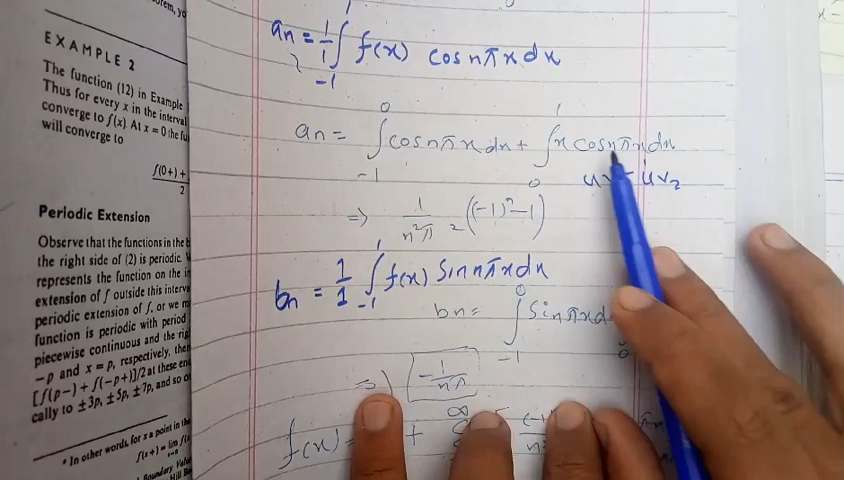 EXAMPLE 2
The function (12) in Example
Thus for every x in the interval
converge to f(x). At x = 0 the fu
will converge to
f(0+) +
2
Periodic Extension
Observe that the functions in the b
the right side of (2) is periodic.
represents the function on the in
extension of f outside this interv
periodic extension of f, or we m
function is periodic with period
piecewise continuous and the rig
−p and x = p, respectively, then
[f(p−) + f(−p+)]/2 at these en
cally to ±3p, ±5p, ±7p, and so o
* In other words, for x a point in the
f(x+) = lim
an = 1/1 ∫_{-1}^{1} f(x) cos nπx dx
an = ∫_{-1}^{0} cos nπx dx + ∫_{0}^{1} x cos nπx dx
⇒ 1/n²π² ((-1)ⁿ - 1)
bn = 1/1 ∫_{-1}^{1} f(x) Sin nπx dx
bn = ∫_{-1}^{0} Sin πx d
⇒ -1/nπ
f(x) = + ∞